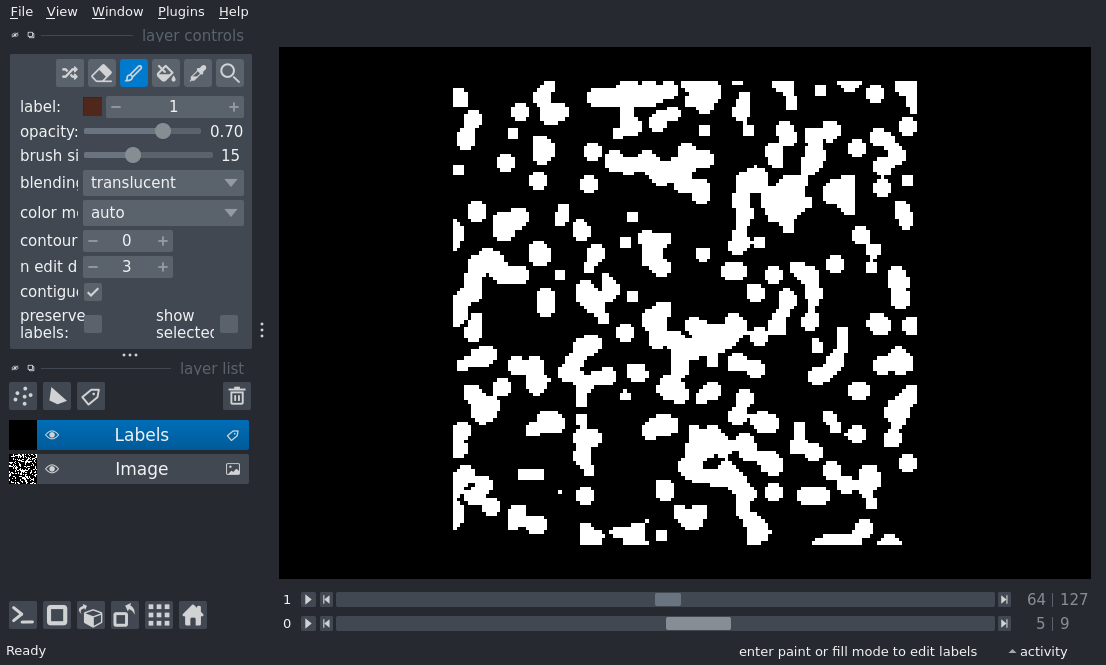 File View Window Plugins Help
layer controls
label: 1
opacity: 0.70
brush si 15
blending translucent
color m auto
contour 0
n edit d 3
contigu
preserve labels: show selected
layer list
Labels
Image
1 64 | 127
0 5 | 9
Ready enter paint or fill mode to edit labels activity